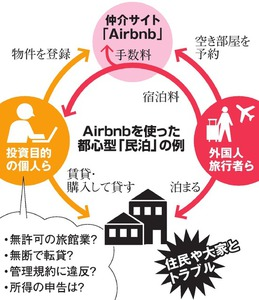 仲介サイト
「Airbnb」
物件を登録
手数料
空き部屋を
予約
宿泊料
Airbnbを使った
都心型「民泊」の例
投資目的
の個人ら
外国人
旅行者ら
賃貸・
購入して貸す
泊まる
・無許可の旅館業?
・無断で転貸?
・管理規約に違反?
・所得の申告は?
住民や大家と
トラブル